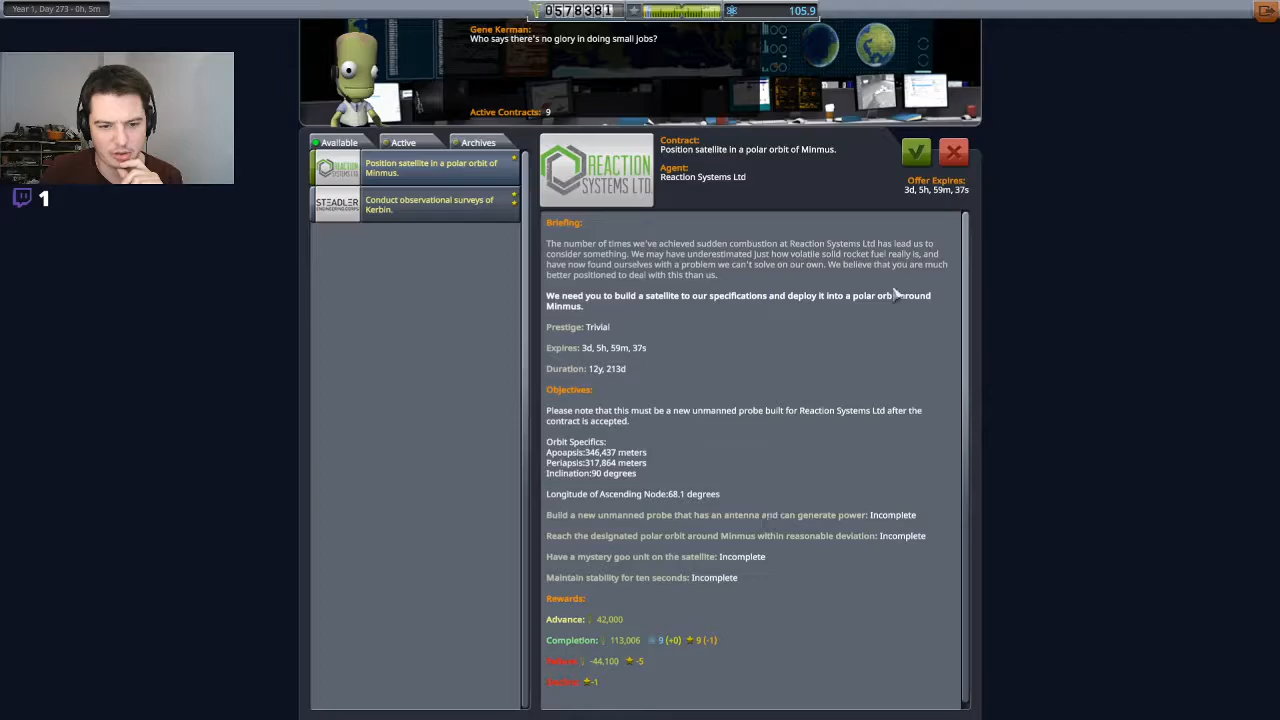 Year 1, Day 273 - 0h, 5m
0578381
105.9
Gene Kerman:
Who says there's no glory in doing small jobs?
Active Contracts: 9
1
Available
Active
Archives
Position satellite in a polar orbit of
Minmus.
STEADLER
ENGINEERING CORPS
Conduct observational surveys of
Kerbin.
REACTION
SYSTEMS LTD
Contract:
Position satellite in a polar orbit of Minmus.
Agent:
Reaction Systems Ltd
Offer Expires:
3d, 5h, 59m, 37s
Briefing:
The number of times we've achieved sudden combustion at Reaction Systems Ltd has lead us to
consider something. We may have underestimated just how volatile solid rocket fuel really is, and
have now found ourselves with a problem we can't solve on our own. We believe that you are much
better positioned to deal with this than us.
We need you to build a satellite to our specifications and deploy it into a polar orb around
Minmus.
Prestige: Trivial
Expires: 3d, 5h, 59m, 37s
Duration: 12y, 213d
Objectives:
Please note that this must be a new unmanned probe built for Reaction Systems Ltd after the
contract is accepted.
Orbit Specifics:
Apoapsis:346,437 meters
Periapsis:317,864 meters
Inclination:90 degrees
Longitude of Ascending Node:68.1 degrees
Build a new unmanned probe that has an antenna and can generate power: Incomplete
Reach the designated polar orbit around Minmus within reasonable deviation: Incomplete
Have a mystery goo unit on the satellite: Incomplete
Maintain stability for ten seconds: Incomplete
Rewards:
Advance: 42,000
Completion: 113,006 9 (+0) 9 (-1)
-44,100 -5
-1